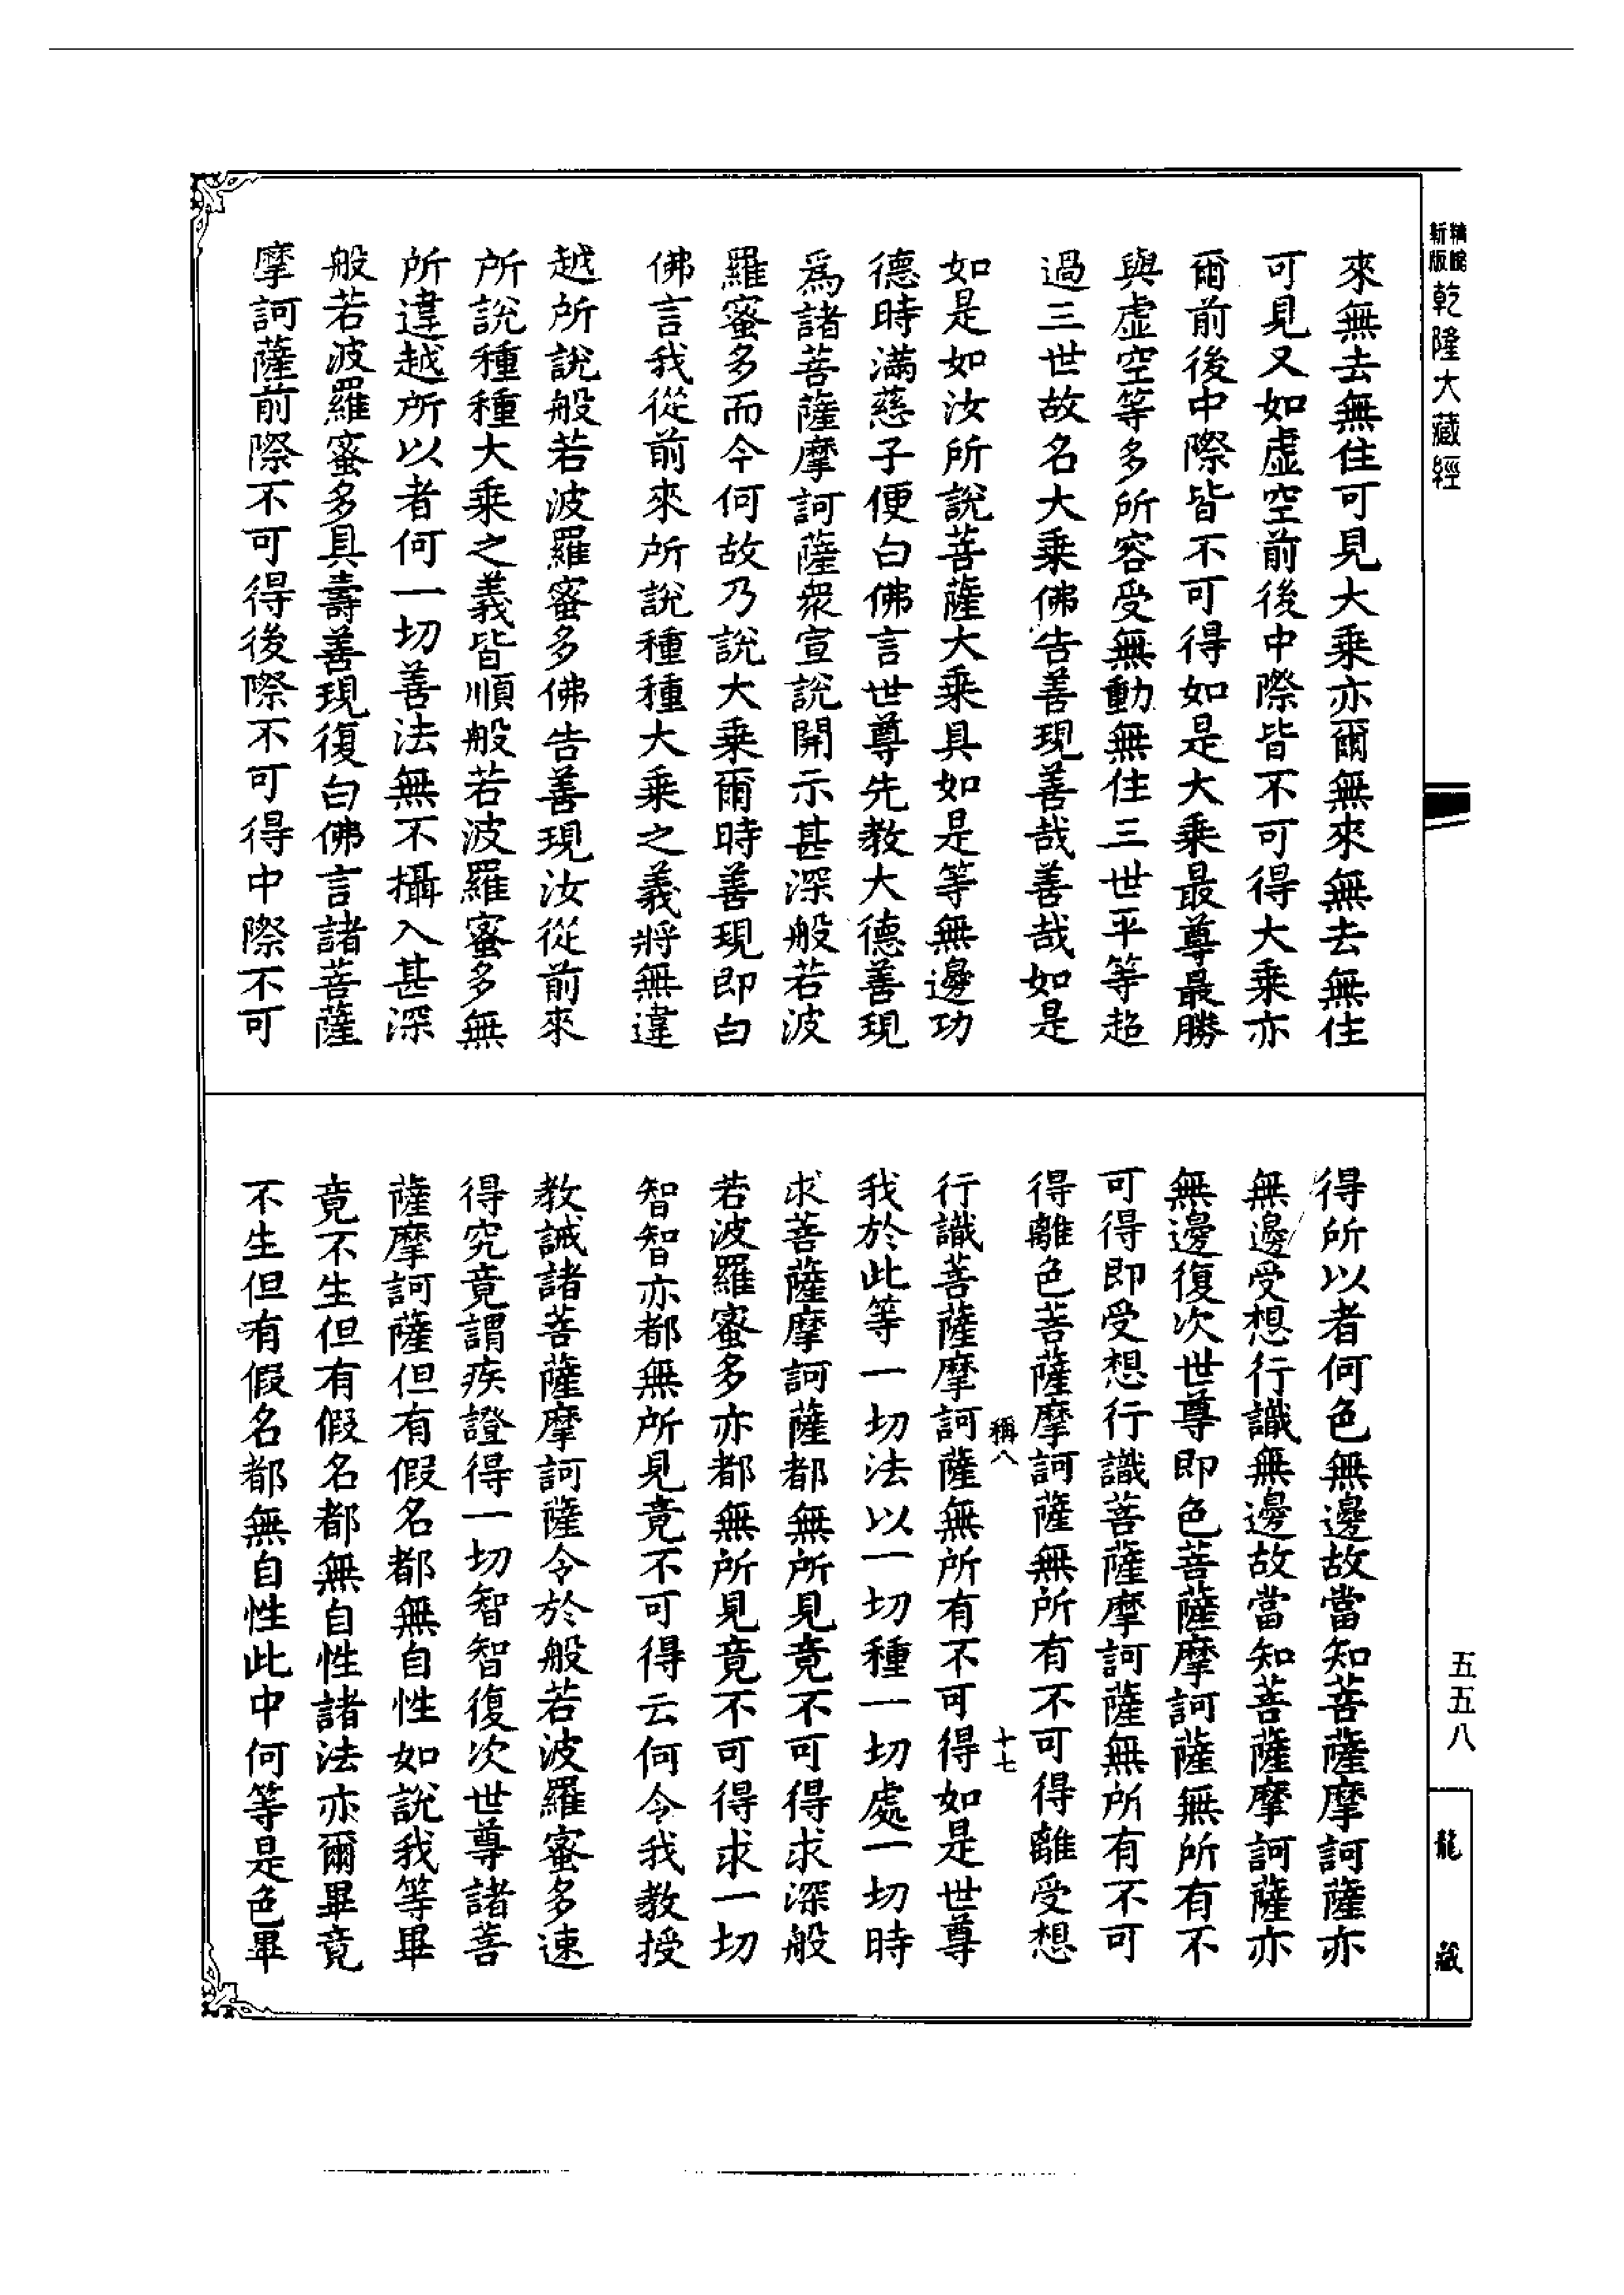 新版
精縮
乾隆大藏經
來無去無住可見大乘亦爾無來無去無住
可見又如虛空前後中際皆不可得大乘亦
爾前後中際皆不可得如是大乘最尊最勝
與虛空等多所容受無動無住三世平等超
過三世故名大乘佛告善現善哉善哉如是
如是如汝所說菩薩大乘具如是等無邊功
德時滿慈子便白佛言世尊先教大德善現
爲諸菩薩摩訶薩衆宣說開示甚深般若波
羅蜜多而今何故乃說大乘爾時善現即白
佛言我從前來所說種種大乘之義將無違
越所說般若波羅蜜多佛告善現汝從前來
所說種種大乘之義皆順般若波羅蜜多無
所違越所以者何一切善法無不攝入甚深
般若波羅蜜多具壽善現復白佛言諸菩薩
摩訶薩前際不可得後際不可得中際不可
得所以者何色無邊故當知菩薩摩訶薩亦
無邊受想行識無邊故當知菩薩摩訶薩亦
無邊復次世尊即色菩薩摩訶薩無所有不
可得即受想行識菩薩摩訶薩無所有不可
得離色菩薩摩訶薩無所有不可得離受想
稱八
十七
行識菩薩摩訶薩無所有不可得如是世尊
我於此等一切法以一切種一切處一切時
求菩薩摩訶薩都無所見竟不可得求深般
若波羅蜜多亦都無所見竟不可得求一切
智智亦都無所見竟不可得云何令我教授
教誡諸菩薩摩訶薩令於般若波羅蜜多速
得究竟謂疾證得一切智智復次世尊諸菩
薩摩訶薩但有假名都無自性如說我等畢
竟不生但有假名都無自性諸法亦爾畢竟
不生但有假名都無自性此中何等是色畢
五五八
龍藏